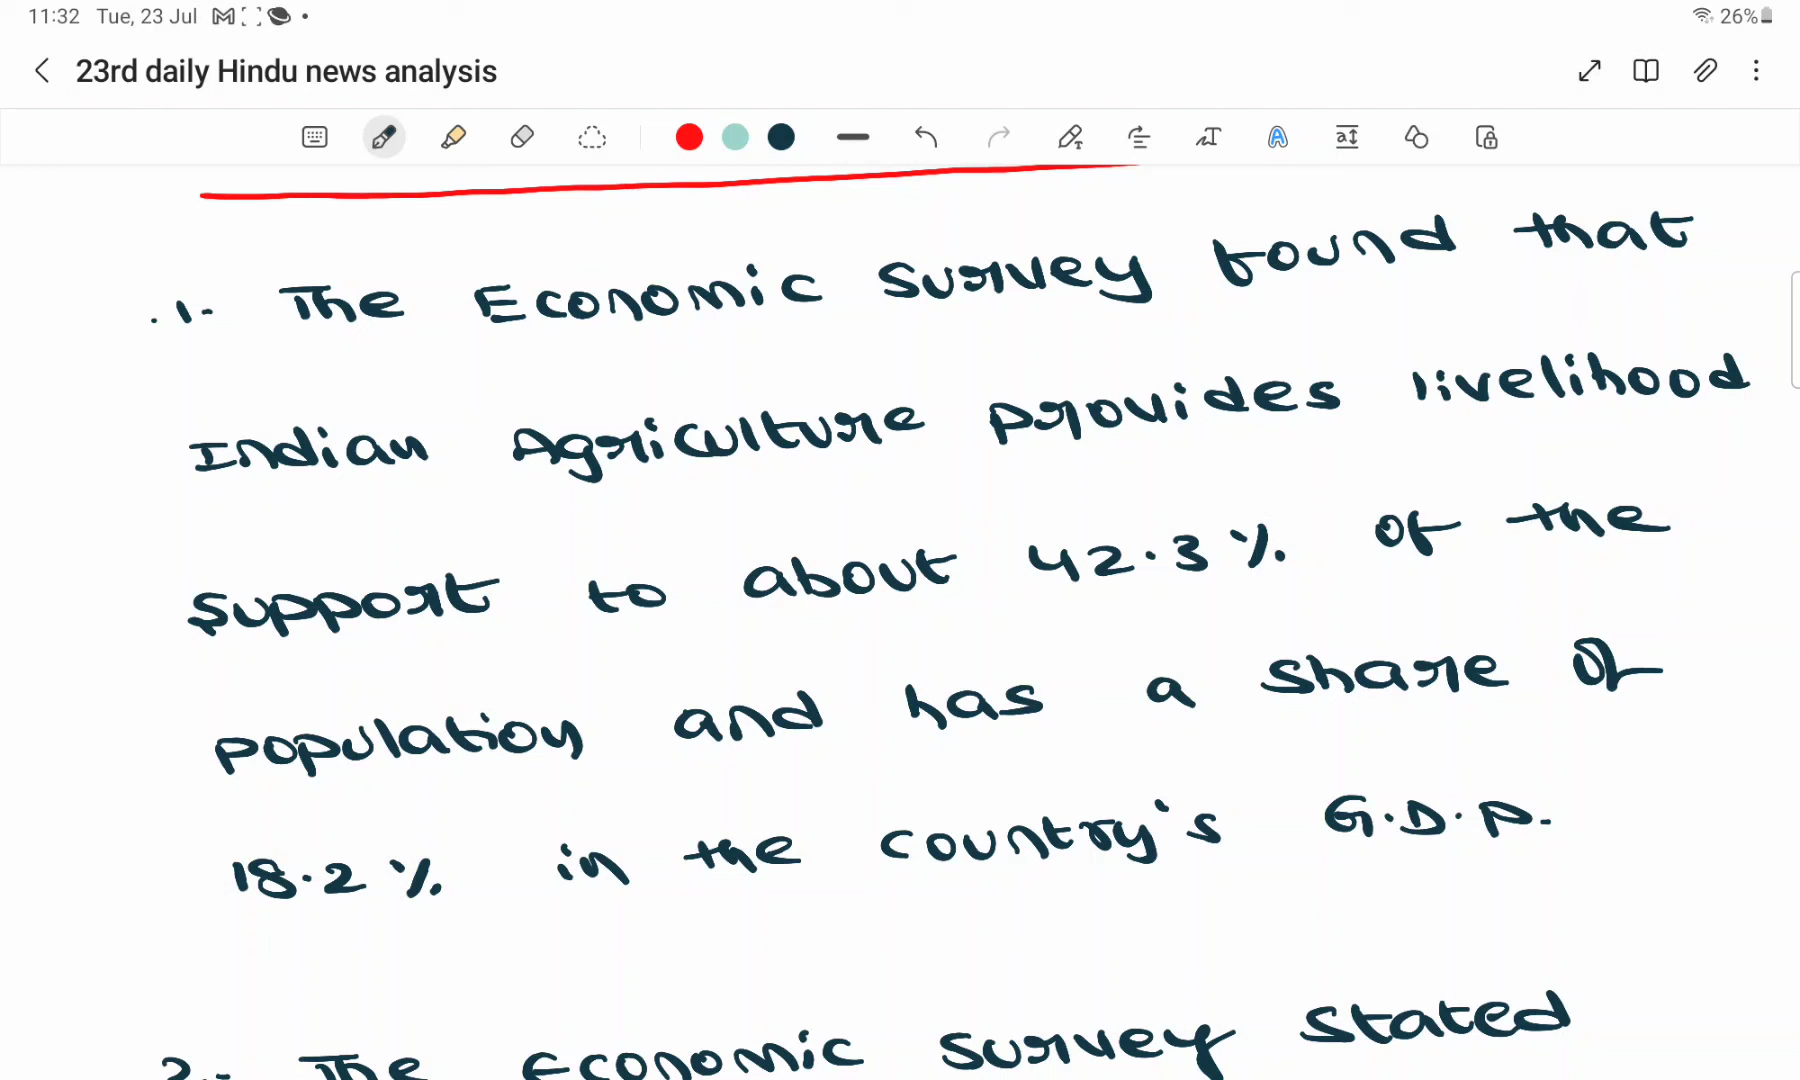 11:32 Tue, 23 Jul 26%
23rd daily Hindu news analysis
.1. The Economic Survey found that
Indian Agriculture provides livelihood
support to about 42.3% of the
population and has a share of
18.2% in the country's G.D.P.
2.- The Economic Survey stated